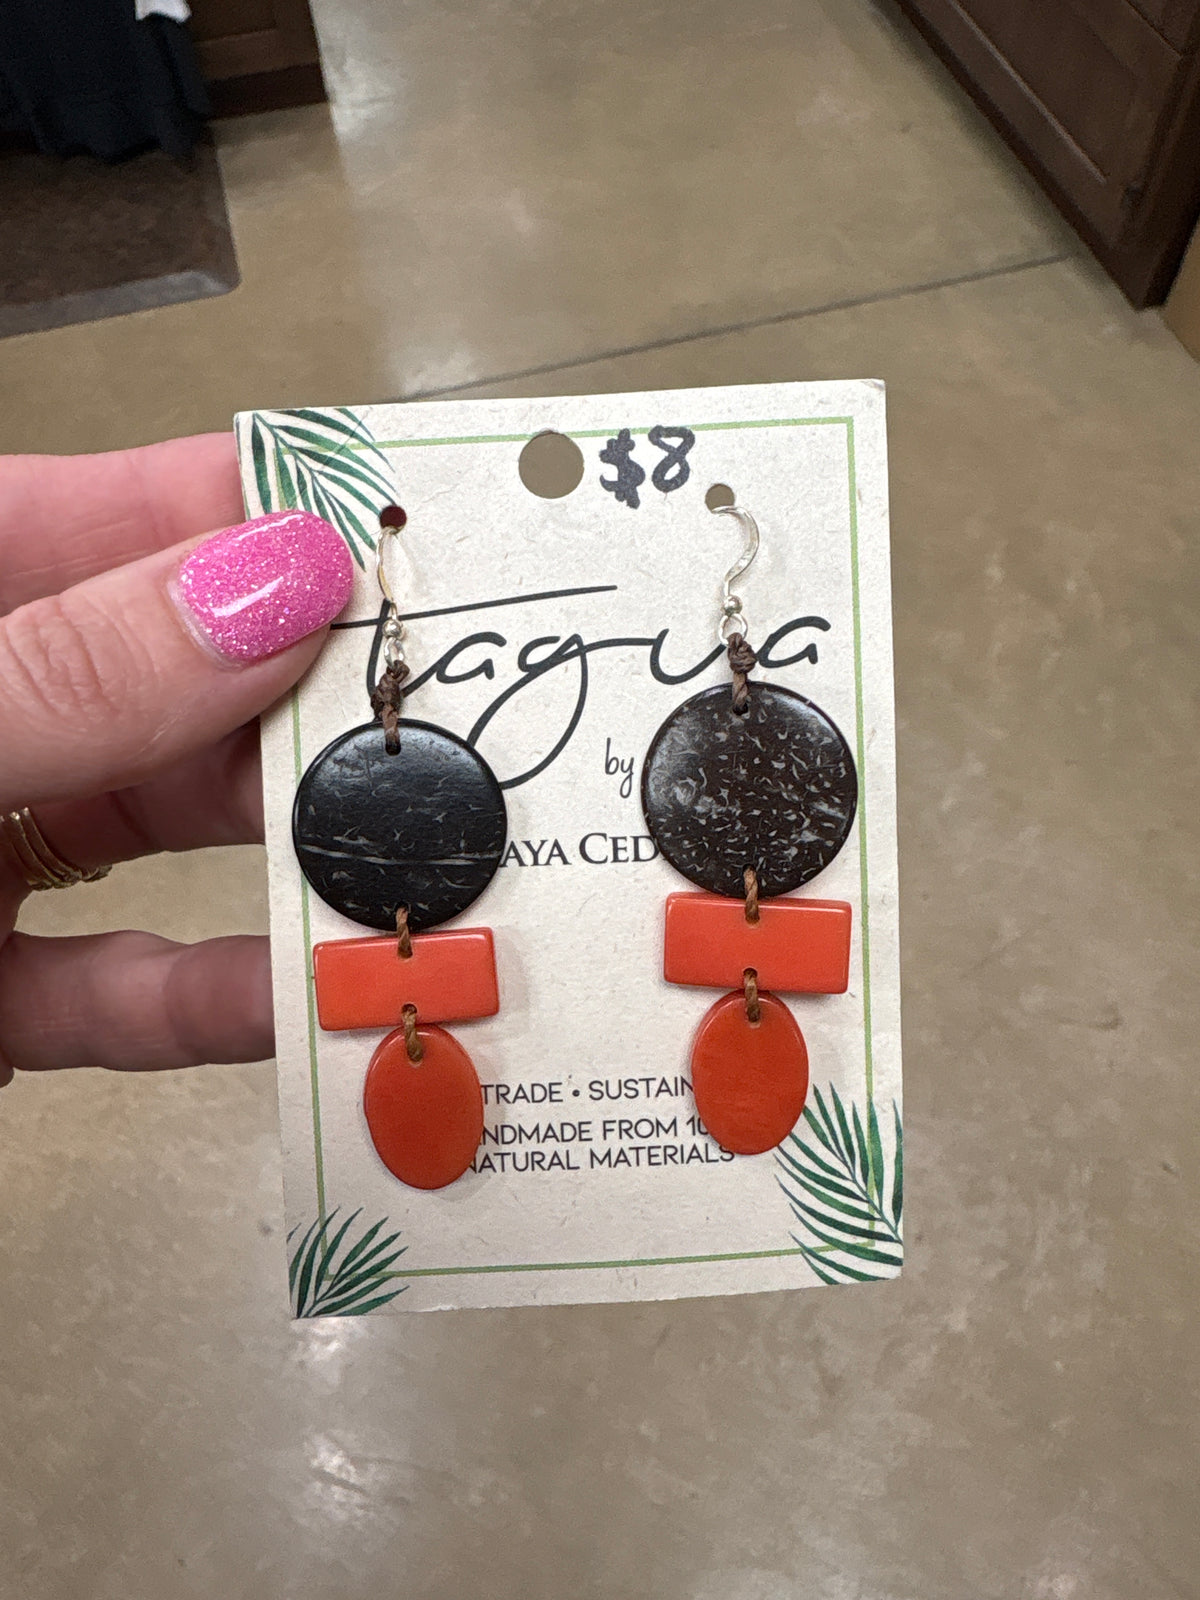 $8
tagua
by
AYA CED
TRADE • SUSTAIN
NDMADE FROM 10
NATURAL MATERIALS